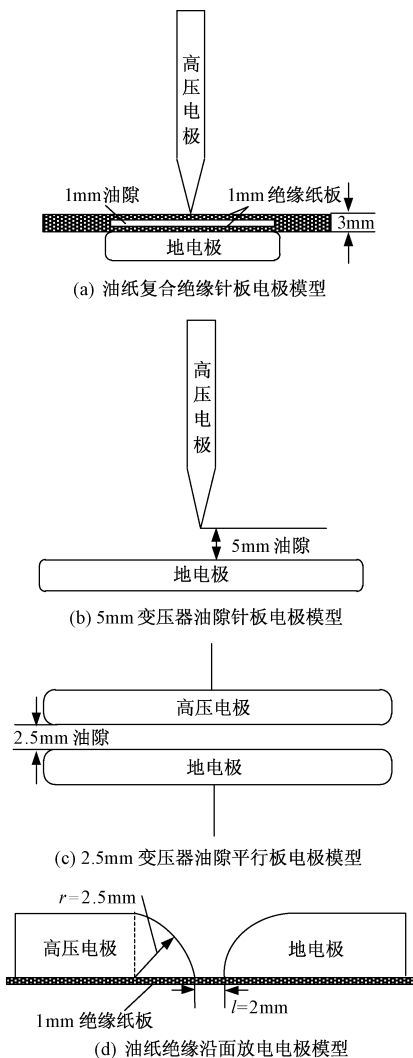 高压电极
1mm油隙
1mm绝缘纸板
3mm
地电极
(a) 油纸复合绝缘针板电极模型
高压电极
5mm油隙
地电极
(b) 5mm变压器油隙针板电极模型
高压电极
2.5mm油隙
地电极
(c) 2.5mm变压器油隙平行板电极模型
r=2.5mm
高压电极
地电极
1mm绝缘纸板
l=2mm
(d) 油纸绝缘沿面放电电极模型